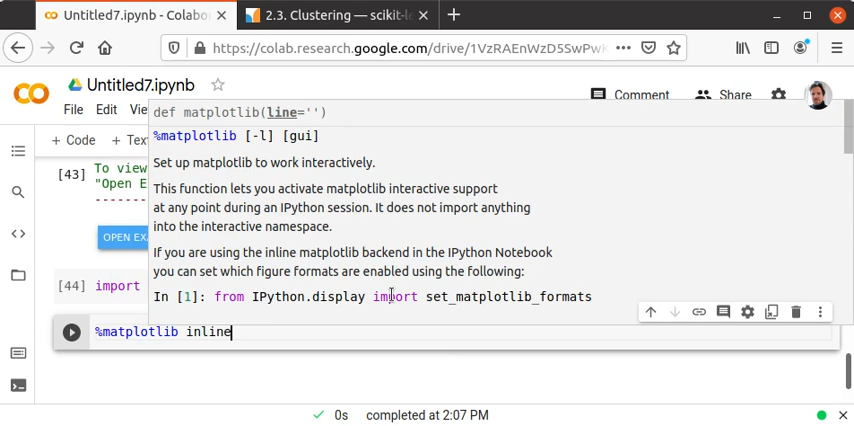 Untitled7.ipynb - Colabo
2.3. Clustering — scikit-le
https://colab.research.google.com/drive/1VzRAEnWzD5SwPwK
Untitled7.ipynb
Comment
Share
File Edit Vie
+ Code + Tex
def matplotlib(line='')
%matplotlib [-l] [gui]
Set up matplotlib to work interactively.
This function lets you activate matplotlib interactive support
at any point during an IPython session. It does not import anything
into the interactive namespace.
If you are using the inline matplotlib backend in the IPython Notebook
you can set which figure formats are enabled using the following:
In [1]: from IPython.display import set_matplotlib_formats
[43] To view
"Open E
--------
OPEN EXA
[44] import
%matplotlib inline
0s completed at 2:07 PM